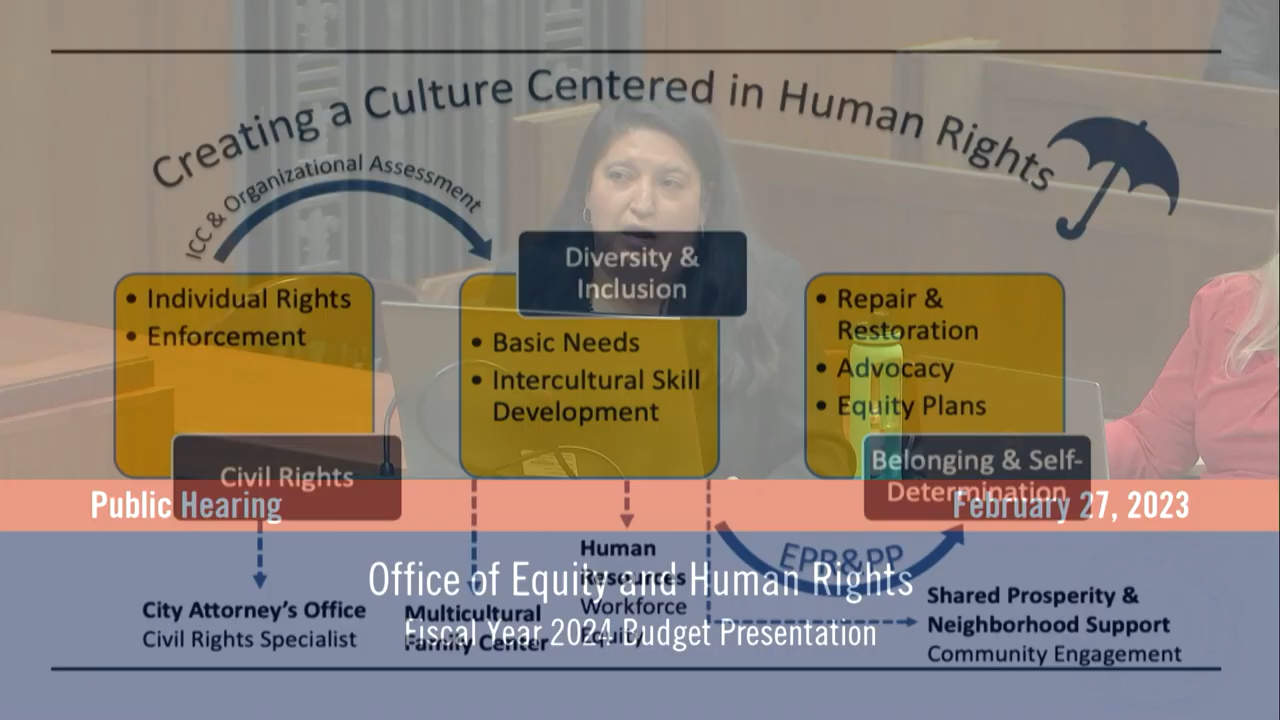 Creating a Culture Centered in Human Rights
ICC & Organizational Assessment
• Individual Rights
• Enforcement
Civil Rights
Diversity &
Inclusion
• Basic Needs
• Intercultural Skill
Development
• Repair &
Restoration
• Advocacy
• Equity Plans
Belonging & Self-
Determination
Public Hearing
February 27, 2023
EPR&PP
Office of Equity and Human Rights
Fiscal Year 2024 Budget Presentation
City Attorney's Office
Civil Rights Specialist
Multicultural
Family Center
Human
Resources
Workforce
Equity
Shared Prosperity &
Neighborhood Support
Community Engagement